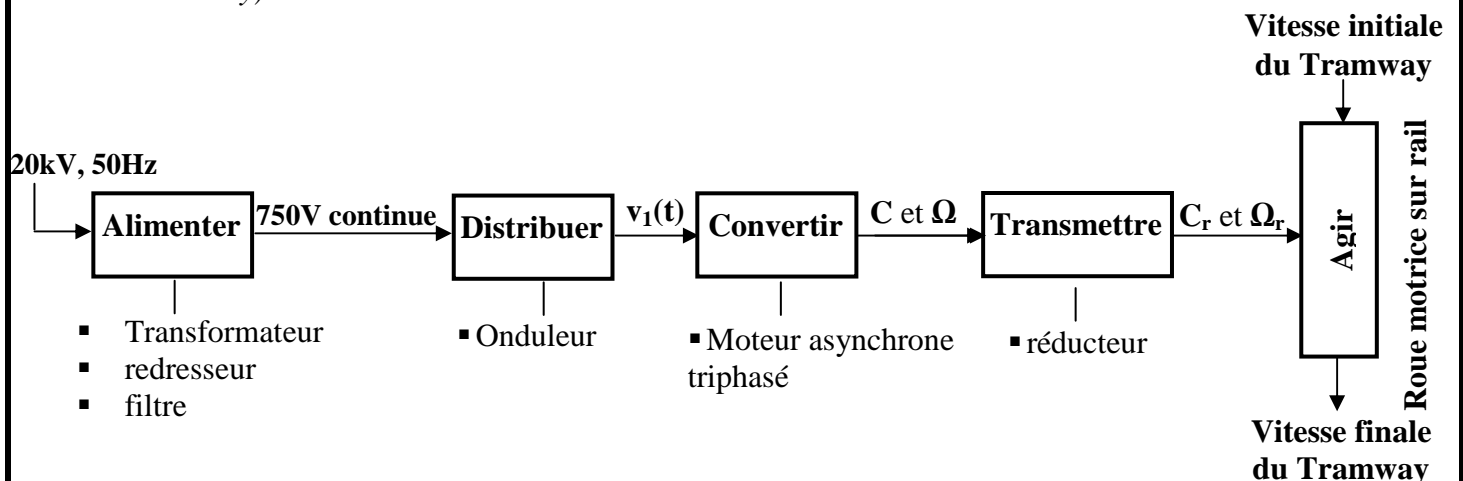 Vitesse initiale
du Tramway
20kV, 50Hz
Alimenter
750V continue
Distribuer
v₁(t)
Convertir
C et Ω
Transmettre
Cᵣ et Ωᵣ
Agir
Roue motrice sur rail
▪ Transformateur
▪ redresseur
▪ filtre
▪ Onduleur
▪ Moteur asynchrone
triphasé
▪ réducteur
Vitesse finale
du Tramway